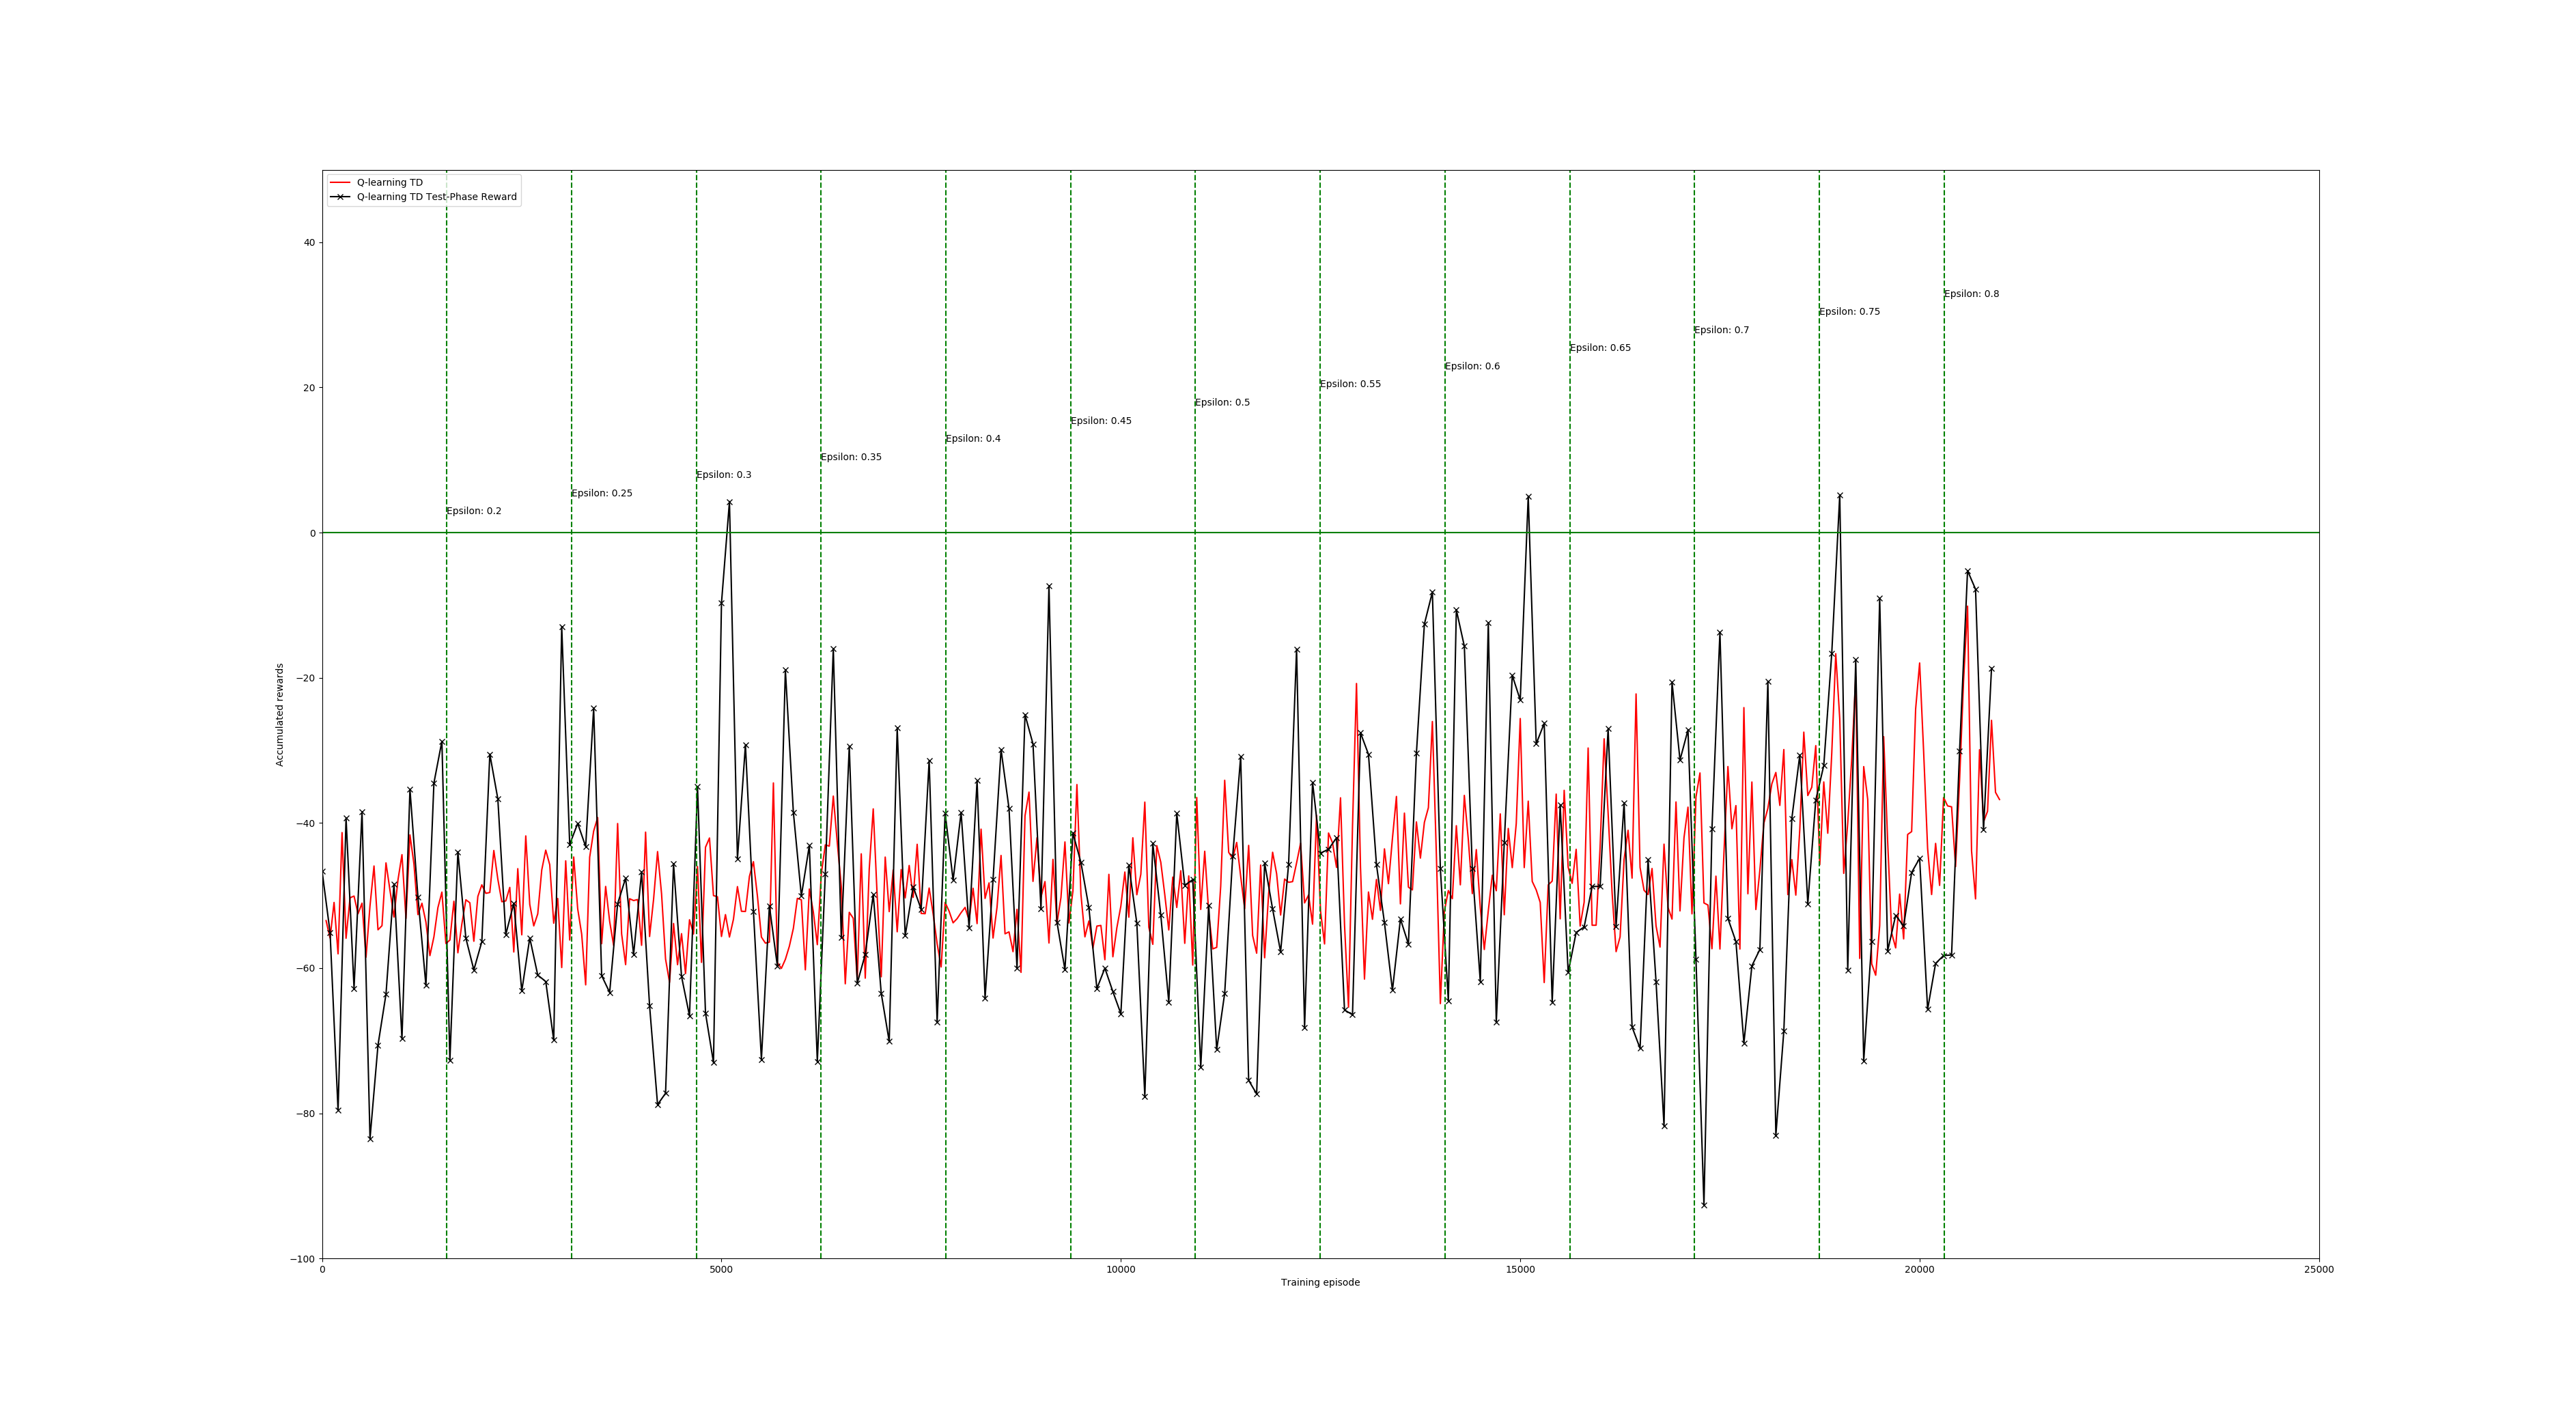 Q-learning TD
Q-learning TD Test-Phase Reward
40
20
0
−20
−40
−60
−80
−100
Accumulated rewards
Epsilon: 0.2
Epsilon: 0.25
Epsilon: 0.3
Epsilon: 0.35
Epsilon: 0.4
Epsilon: 0.45
Epsilon: 0.5
Epsilon: 0.55
Epsilon: 0.6
Epsilon: 0.65
Epsilon: 0.7
Epsilon: 0.75
Epsilon: 0.8
0 5000 10000 15000 20000 25000
Training episode